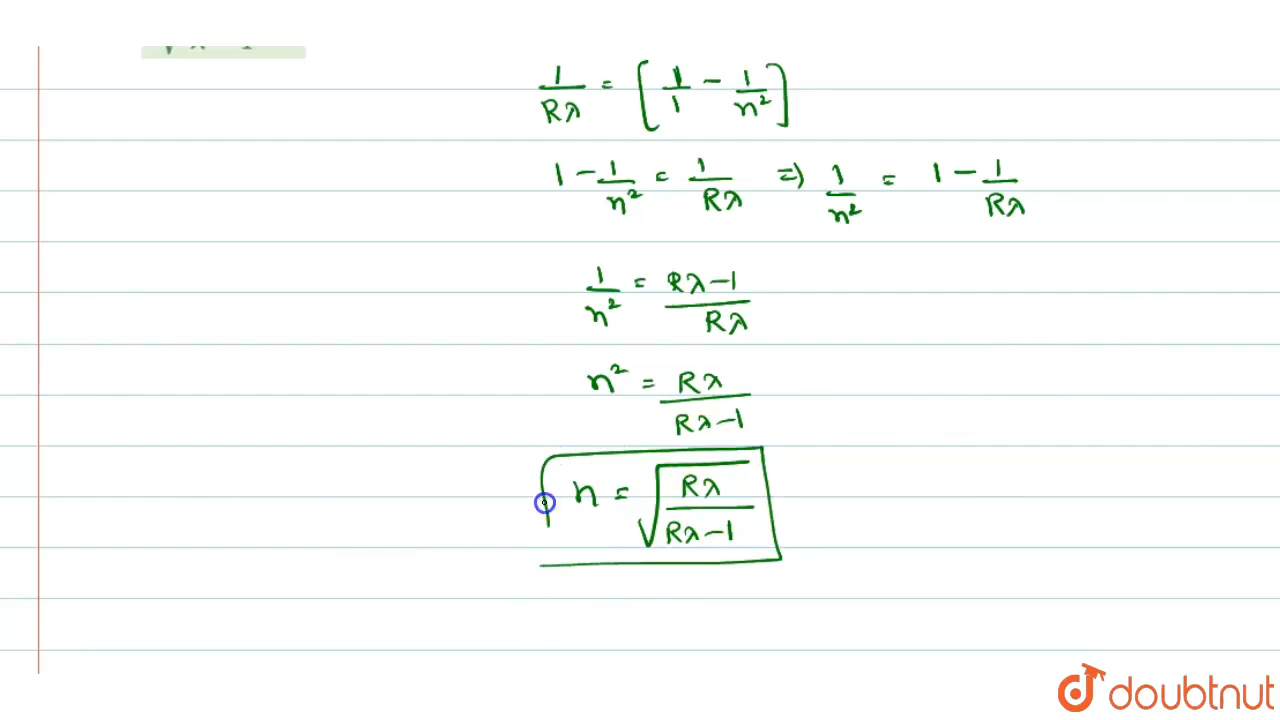 1/Rλ = [1/1 − 1/n²]
1 − 1/n² = 1/Rλ ⇒ 1/n² = 1 − 1/Rλ
1/n² = Rλ−1/Rλ
n² = Rλ/Rλ−1
n = √(Rλ/Rλ−1)
doubtnut